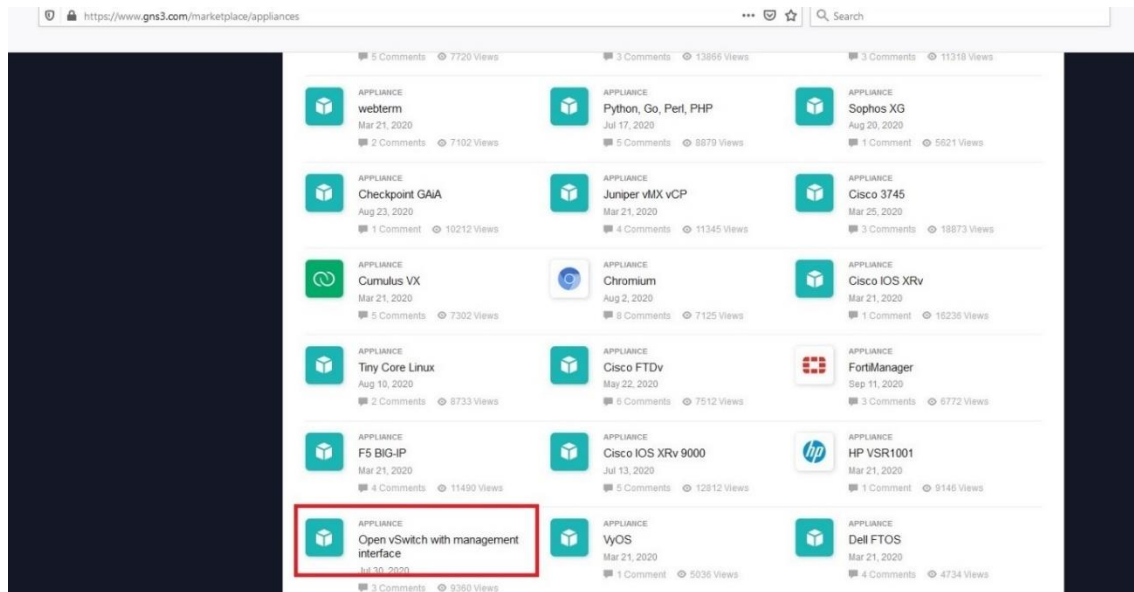 https://www.gns3.com/marketplace/appliances
Search
5 Comments 7720 Views
3 Comments 13866 Views
3 Comments 11318 Views
APPLIANCE
webterm
Mar 21, 2020
2 Comments 7102 Views
APPLIANCE
Python, Go, Perl, PHP
Jul 17, 2020
5 Comments 8879 Views
APPLIANCE
Sophos XG
Aug 20, 2020
1 Comment 5621 Views
APPLIANCE
Checkpoint GAiA
Aug 23, 2020
1 Comment 10212 Views
APPLIANCE
Juniper vMX vCP
Mar 21, 2020
4 Comments 11345 Views
APPLIANCE
Cisco 3745
Mar 25, 2020
3 Comments 18873 Views
APPLIANCE
Cumulus VX
Mar 21, 2020
5 Comments 7302 Views
APPLIANCE
Chromium
Aug 2, 2020
8 Comments 7125 Views
APPLIANCE
Cisco IOS XRv
Mar 21, 2020
1 Comment 16236 Views
APPLIANCE
Tiny Core Linux
Aug 10, 2020
2 Comments 8733 Views
APPLIANCE
Cisco FTDv
May 22, 2020
6 Comments 7512 Views
APPLIANCE
FortiManager
Sep 11, 2020
3 Comments 6772 Views
APPLIANCE
F5 BIG-IP
Mar 21, 2020
4 Comments 11490 Views
APPLIANCE
Cisco IOS XRv 9000
Jul 13, 2020
5 Comments 12812 Views
hp
APPLIANCE
HP VSR1001
Mar 21, 2020
1 Comment 9146 Views
APPLIANCE
Open vSwitch with management
interface
Jul 30, 2020
3 Comments 9360 Views
APPLIANCE
VyOS
Mar 21, 2020
1 Comment 5036 Views
APPLIANCE
Dell FTOS
Mar 21, 2020
4 Comments 4734 Views